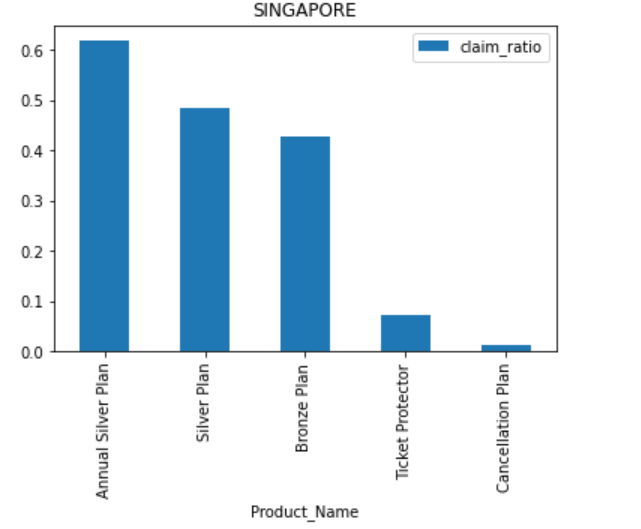 SINGAPORE
claim_ratio
0.6
0.5
0.4
0.3
0.2
0.1
0.0
Annual Silver Plan
Silver Plan
Bronze Plan
Ticket Protector
Cancellation Plan
Product_Name